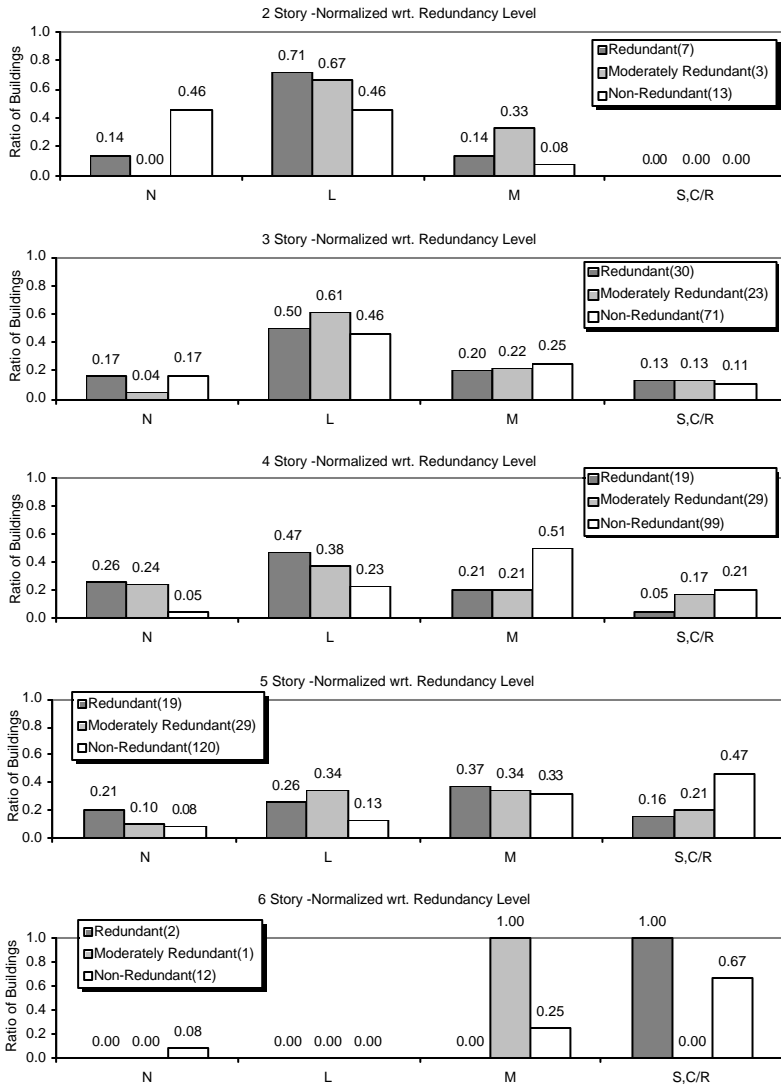 2 Story -Normalized wrt. Redundancy Level
Ratio of Buildings
1.0
0.8
0.6
0.4
0.2
0.0
Redundant(7)
Moderately Redundant(3)
Non-Redundant(13)
0.14 0.00 0.46
0.71 0.67 0.46
0.14 0.33 0.08
0.00 0.00 0.00
N L M S,C/R
3 Story -Normalized wrt. Redundancy Level
Ratio of Buildings
1.0
0.8
0.6
0.4
0.2
0.0
Redundant(30)
Moderately Redundant(23)
Non-Redundant(71)
0.17 0.04 0.17
0.50 0.61 0.46
0.20 0.22 0.25
0.13 0.13 0.11
N L M S,C/R
4 Story -Normalized wrt. Redundancy Level
Ratio of Buildings
1.0
0.8
0.6
0.4
0.2
0.0
Redundant(19)
Moderately Redundant(29)
Non-Redundant(99)
0.26 0.24 0.05
0.47 0.38 0.23
0.21 0.21 0.51
0.05 0.17 0.21
N L M S,C/R
5 Story -Normalized wrt. Redundancy Level
Ratio of Buildings
1.0
0.8
0.6
0.4
0.2
0.0
Redundant(19)
Moderately Redundant(29)
Non-Redundant(120)
0.21 0.10 0.08
0.26 0.34 0.13
0.37 0.34 0.33
0.16 0.21 0.47
N L M S,C/R
6 Story -Normalized wrt. Redundancy Level
Ratio of Buildings
1.0
0.8
0.6
0.4
0.2
0.0
Redundant(2)
Moderately Redundant(1)
Non-Redundant(12)
0.00 0.00 0.08
0.00 0.00 0.00
0.00 1.00 0.25
1.00 0.00 0.67
N L M S,C/R